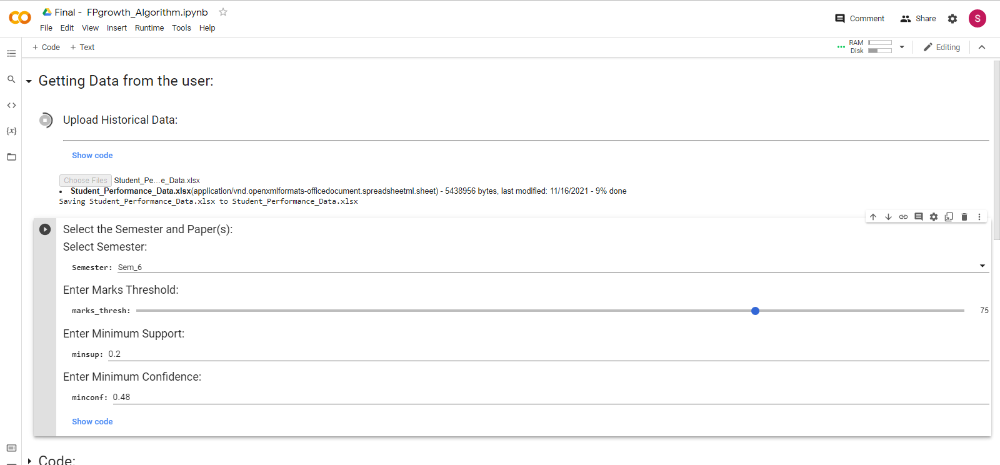 Final - FPgrowth_Algorithm.ipynb
File Edit View Insert Runtime Tools Help
Comment Share S
+ Code + Text
RAM
Disk
Editing
Getting Data from the user:
Upload Historical Data:
Show code
Choose Files Student_Pe...e_Data.xlsx
• Student_Performance_Data.xlsx(application/vnd.openxmlformats-officedocument.spreadsheetml.sheet) - 5438956 bytes, last modified: 11/16/2021 - 9% done
Saving Student_Performance_Data.xlsx to Student_Performance_Data.xlsx
Select the Semester and Paper(s):
Select Semester:
Semester: Sem_6
Enter Marks Threshold:
marks_thresh: 75
Enter Minimum Support:
minsup: 0.2
Enter Minimum Confidence:
minconf: 0.48
Show code
Code: